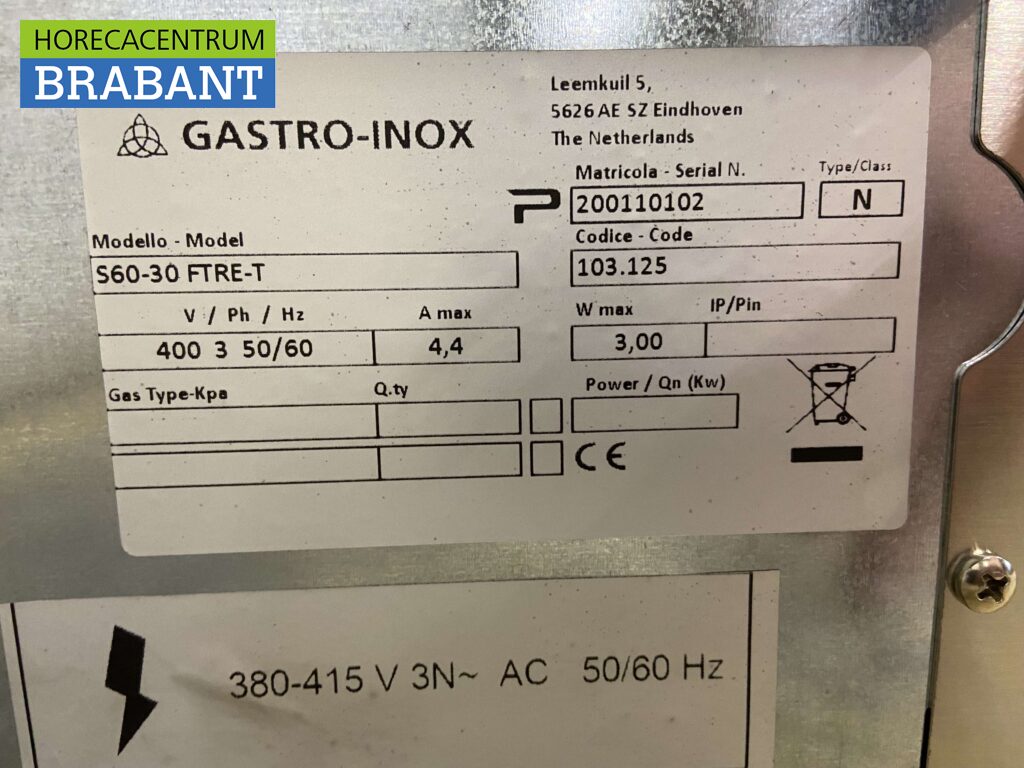 HORECACENTRUM
BRABANT
GASTRO-INOX
Leemkuil 5,
5626 AE SZ Eindhoven
The Netherlands
Matricola - Serial N.
Type/Class
200110102
N
Modello - Model
Codice - Code
S60-30 FTRE-T
103.125
V / Ph / Hz
A max
W max
IP/Pin
400 3 50/60
4,4
3,00
Gas Type-Kpa
Q.ty
Power / Qn (Kw)
CE
380-415 V 3N~ AC 50/60 Hz